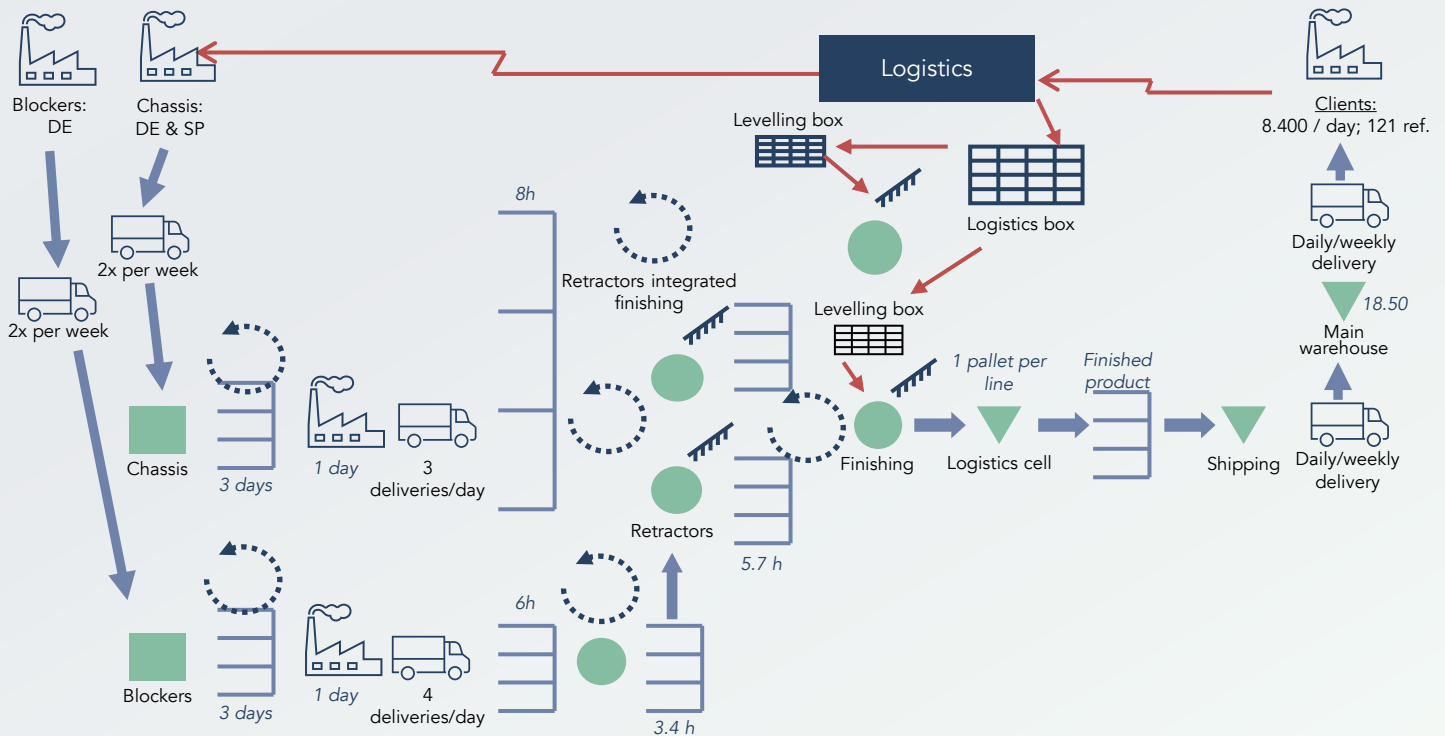 Blockers:
DE
Chassis:
DE & SP
Logistics
Clients:
8.400 / day; 121 ref.
Levelling box
Logistics box
8h
Retractors integrated
finishing
2x per week
2x per week
Daily/weekly
delivery
18.50
Main
warehouse
Levelling box
1 pallet per
line
Finished
product
Chassis
3 days
1 day
3
deliveries/day
Finishing
Logistics cell
Shipping
Daily/weekly
delivery
Retractors
5.7 h
6h
Blockers
3 days
1 day
4
deliveries/day
3.4 h